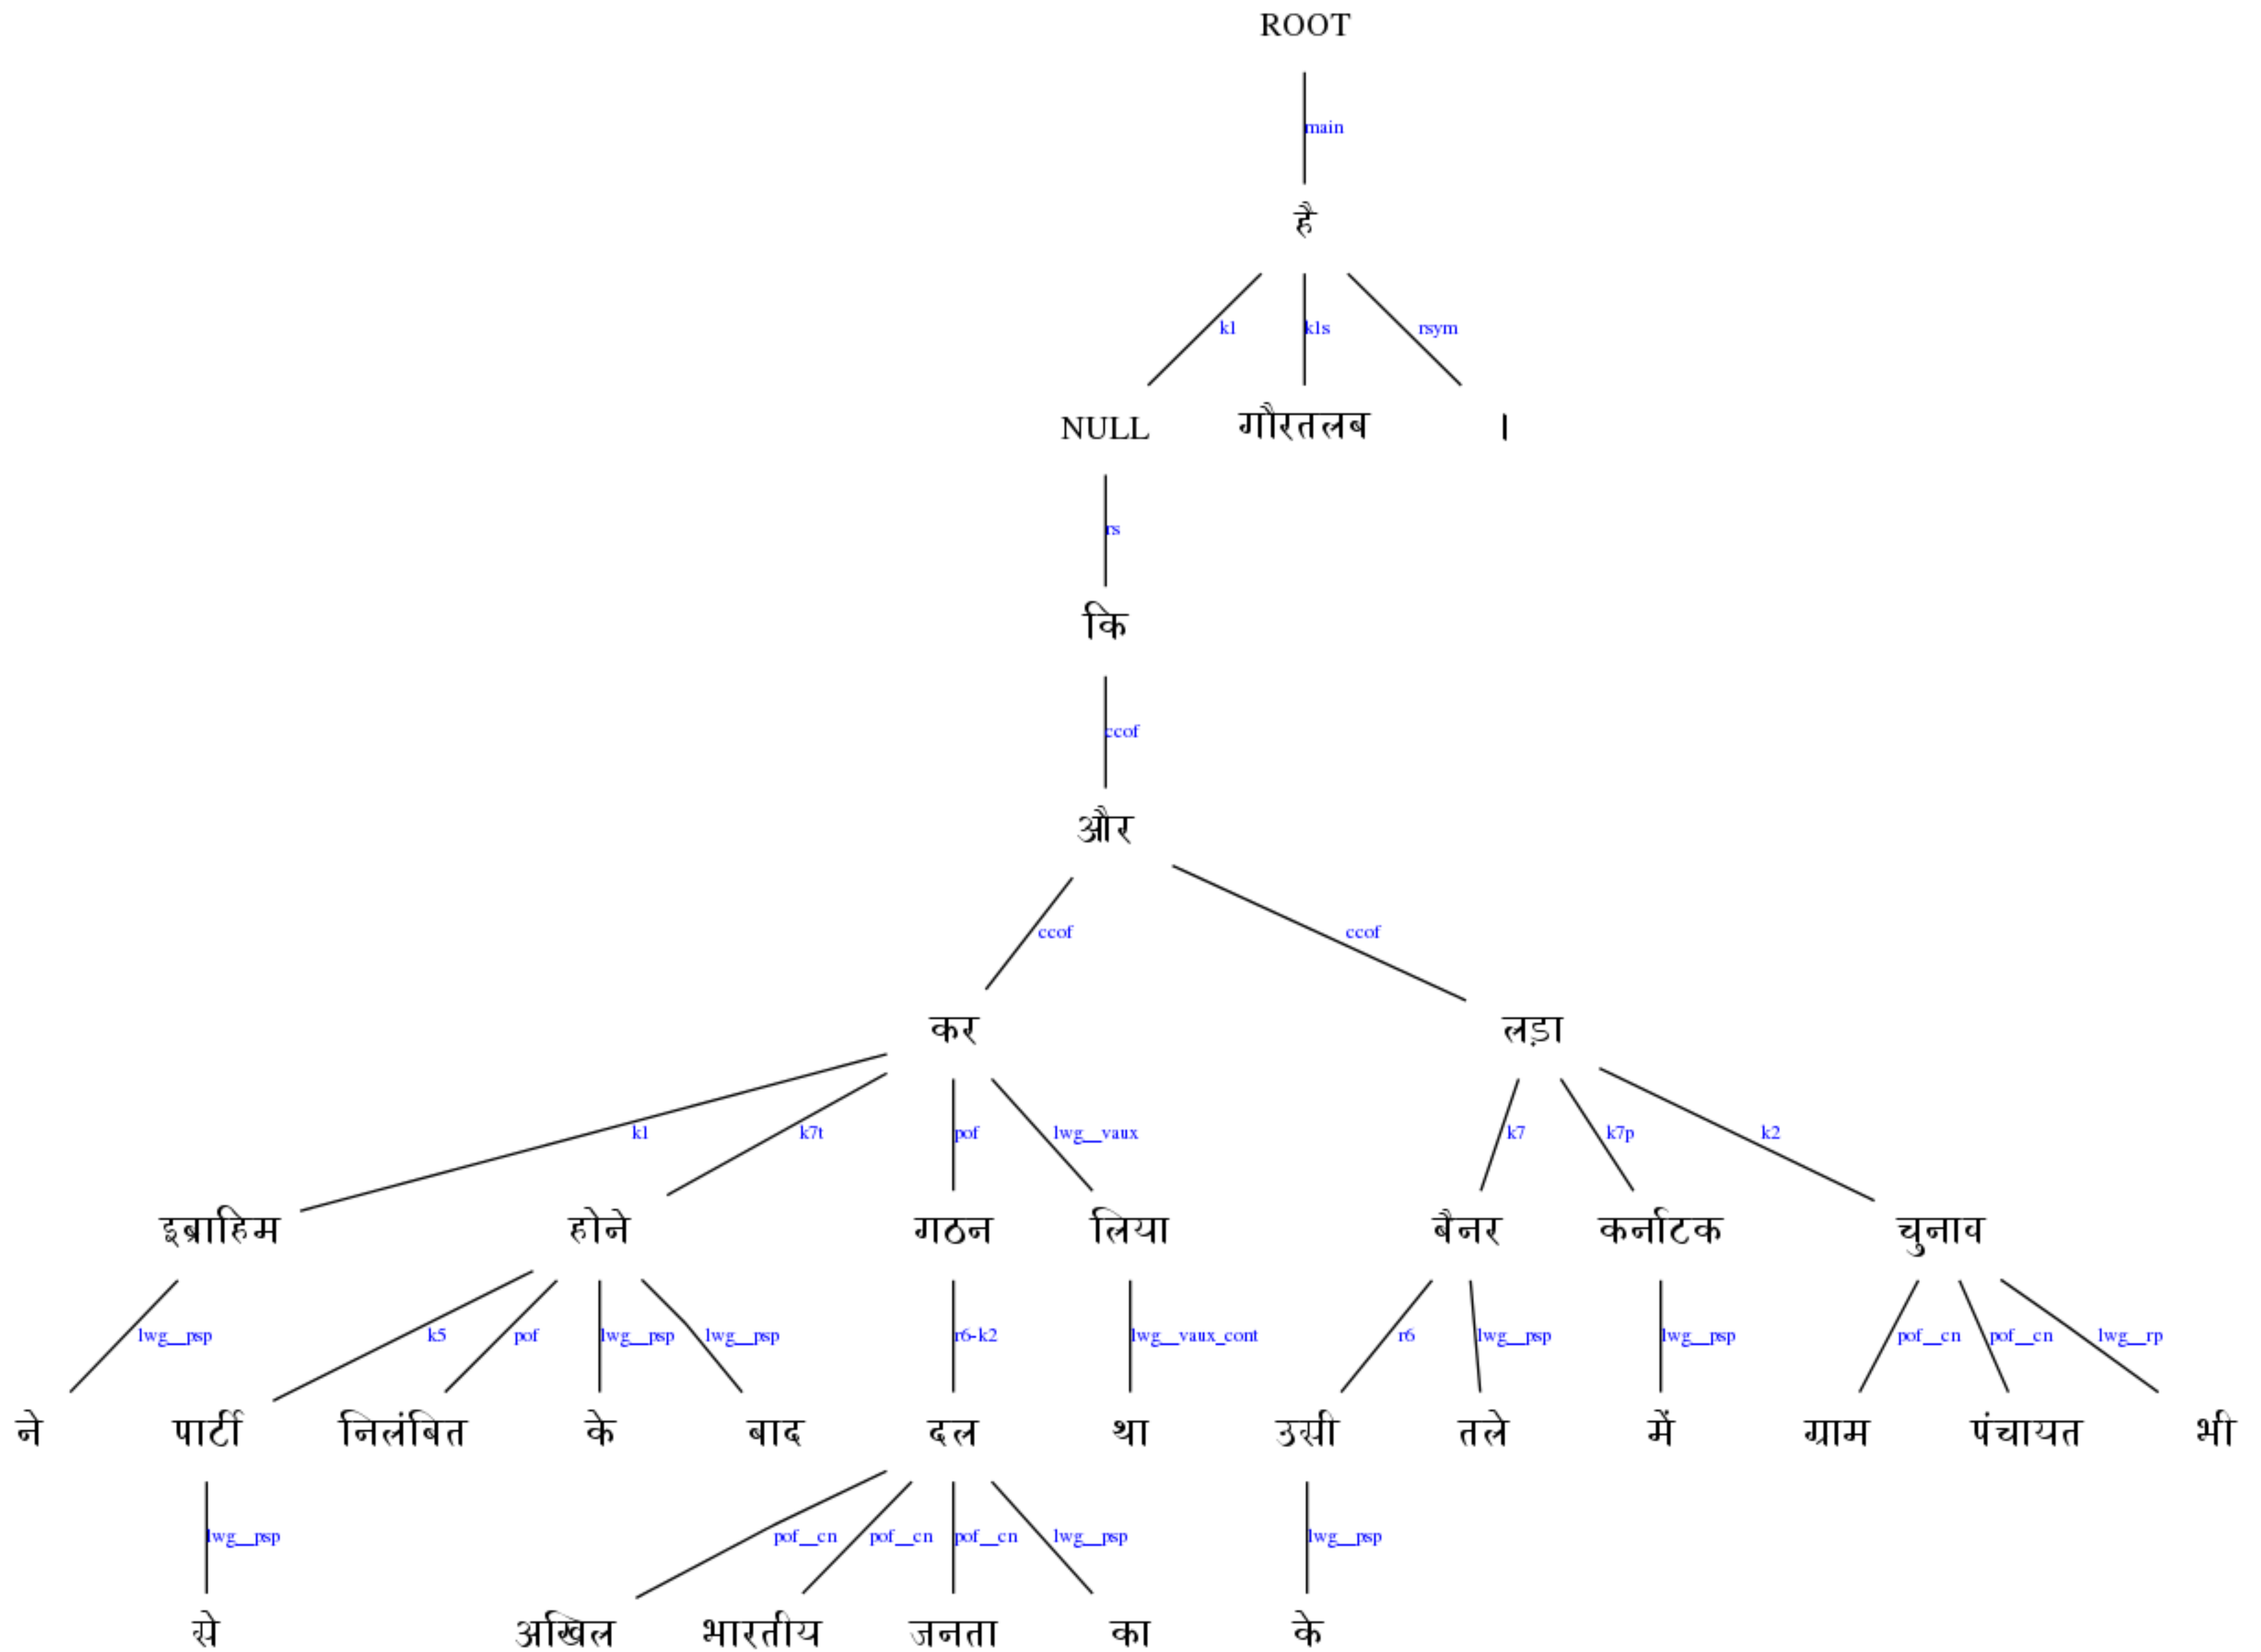 ROOT
main
है
k1 k1s rsym
NULL गौरतलब ।
rs
कि
ccof
और
ccof ccof
कर लड़ा
k1 k7t pof lwg__vaux k7 k7p k2
इब्राहिम होने गठन लिया बैनर कर्नाटक चुनाव
lwg__psp k5 pof lwg__psp lwg__psp r6-k2 lwg__vaux_cont r6 lwg__psp lwg__psp pof__cn pof__cn lwg__rp
ने पार्टी निलंबित के बाद दल था उसी तले में ग्राम पंचायत भी
lwg__psp pof__cn pof__cn pof__cn lwg__psp lwg__psp
से अखिल भारतीय जनता का के